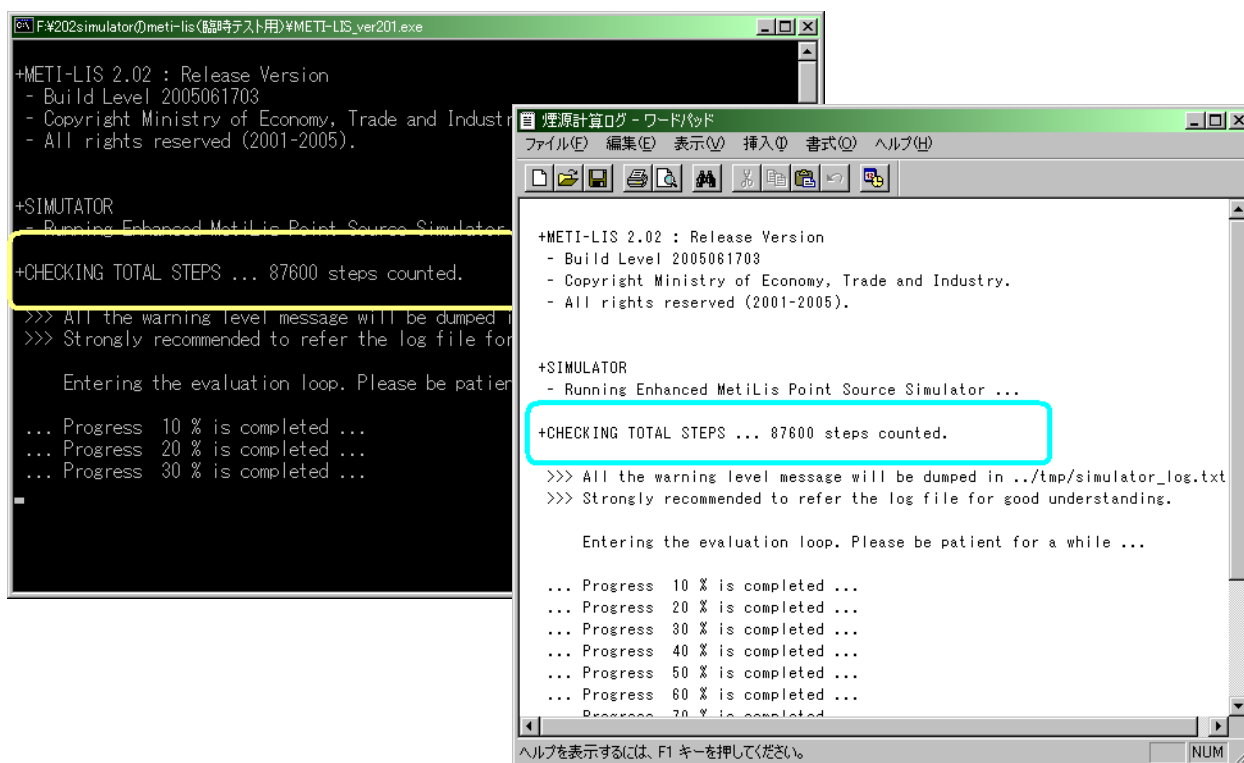 F:¥202simulatorのmeti-lis(臨時テスト用)¥METI-LIS_ver201.exe
+METI-LIS 2.02 : Release Version
- Build Level 2005061703
- Copyright Ministry of Economy, Trade and Industr
- All rights reserved (2001-2005).
+SIMUTATOR
- Running Enhanced MetiLis Point Source Simulator
+CHECKING TOTAL STEPS ... 87600 steps counted.
>>> All the warning level message will be dumped i
>>> Strongly recommended to refer the log file for
Entering the evaluation loop. Please be patien
... Progress 10 % is completed ...
... Progress 20 % is completed ...
... Progress 30 % is completed ...
煙源計算ログ - ワードパッド
ファイル(F) 編集(E) 表示(V) 挿入(I) 書式(O) ヘルプ(H)
+METI-LIS 2.02 : Release Version
- Build Level 2005061703
- Copyright Ministry of Economy, Trade and Industry.
- All rights reserved (2001-2005).
+SIMULATOR
- Running Enhanced MetiLis Point Source Simulator ...
+CHECKING TOTAL STEPS ... 87600 steps counted.
>>> All the warning level message will be dumped in ../tmp/simulator_log.txt
>>> Strongly recommended to refer the log file for good understanding.
Entering the evaluation loop. Please be patient for a while ...
... Progress 10 % is completed ...
... Progress 20 % is completed ...
... Progress 30 % is completed ...
... Progress 40 % is completed ...
... Progress 50 % is completed ...
... Progress 60 % is completed ...
Progress 70 % is completed
ヘルプを表示するには、F1 キーを押してください。 NUM